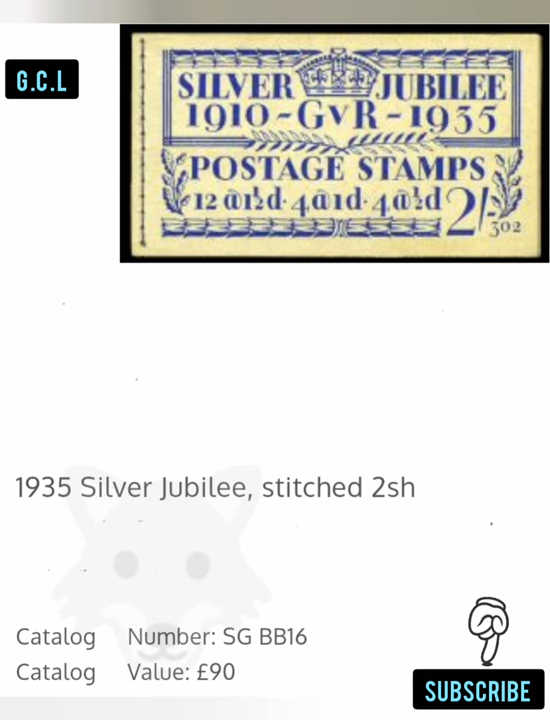 G.C.L
SILVER JUBILEE
1910-GVR-1935
POSTAGE STAMPS
12 @ 1½d · 4 @ 1d · 4 @ ½d 2/-
302
1935 Silver Jubilee, stitched 2sh
Catalog Number: SG BB16
Catalog Value: £90
SUBSCRIBE